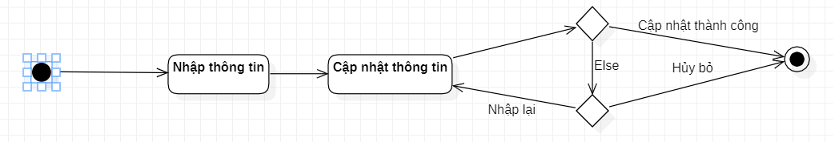 Cập nhật thành công
Nhập thông tin
Cập nhật thông tin
Else
Hủy bỏ
Nhập lại